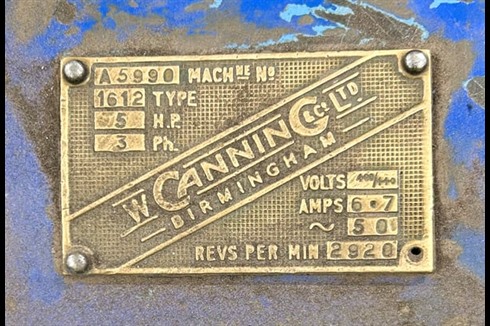 A5990 MACHNE No
1612 TYPE
5 H.P.
3 Ph.
W CANNING & Co LTD
BIRMINGHAM
VOLTS
AMPS 6·7
~ 50
REVS PER MIN 2920